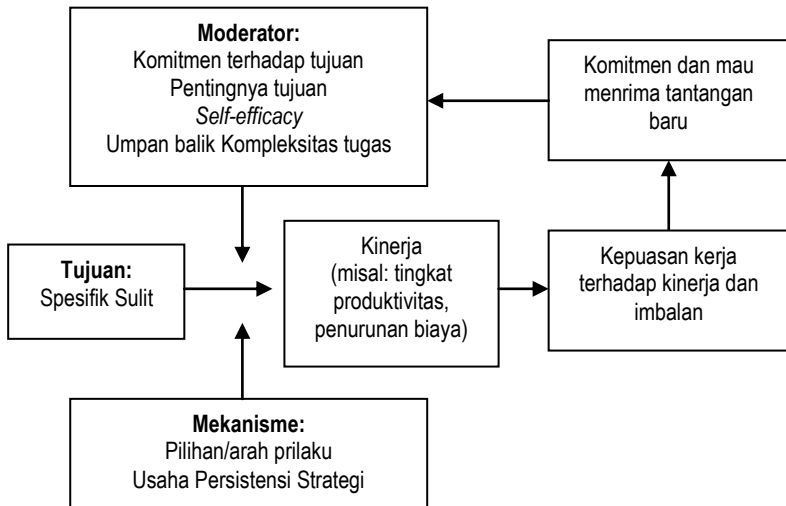 Moderator:
Komitmen terhadap tujuan
Pentingnya tujuan
Self-efficacy
Umpan balik Kompleksitas tugas
Komitmen dan mau
menrima tantangan
baru
Tujuan:
Spesifik Sulit
Kinerja
(misal: tingkat
produktivitas,
penurunan biaya)
Kepuasan kerja
terhadap kinerja dan
imbalan
Mekanisme:
Pilihan/arah prilaku
Usaha Persistensi Strategi